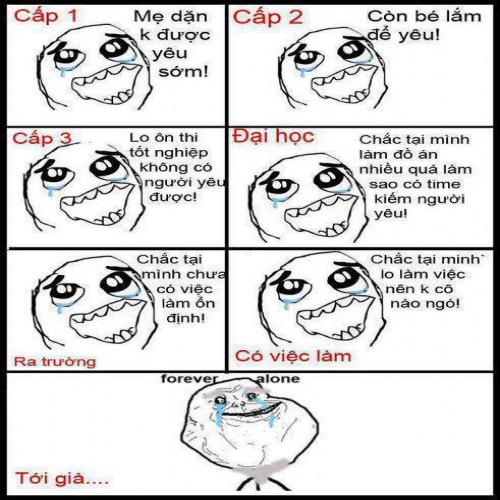 Cấp 1
Mẹ dặn
k được
yêu
sớm!
Cấp 2
Còn bé lắm
để yêu!
Cấp 3
Lo ôn thi
tốt nghiệp
không có
người yêu
được!
Đại học
Chắc tại mình
làm đồ án
nhiều quá làm
sao có time
kiếm người
yêu!
Chắc tại
mình chưa
có việc
làm ổn
định!
Ra trường
Chắc tại minh
lo làm việc
nên k cô
nào ngó!
Có việc làm
forever alone
Tới già....